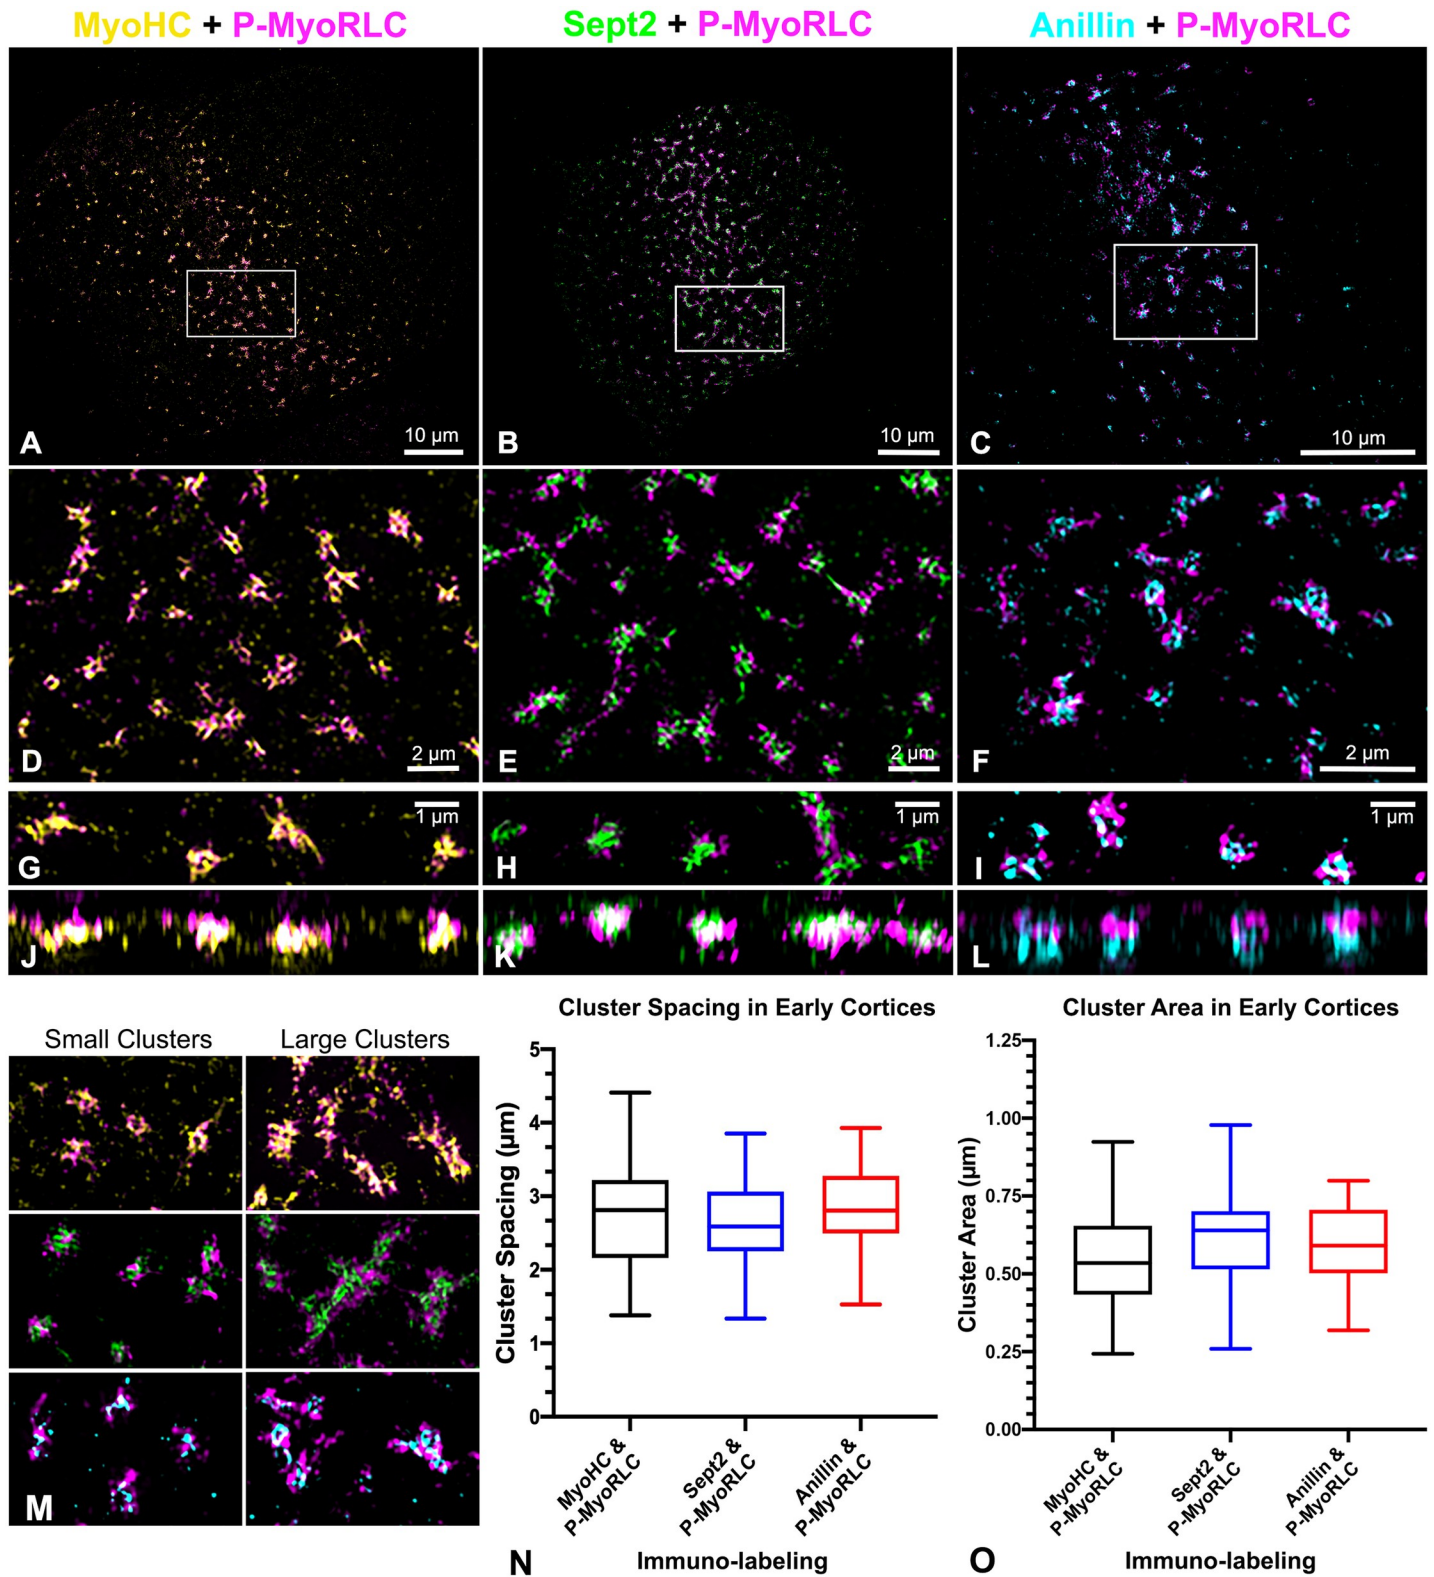 MyoHC + P-MyoRLC
Sept2 + P-MyoRLC
Anillin + P-MyoRLC
A
10 µm
B
10 µm
C
10 µm
D
2 µm
E
2 µm
F
2 µm
G
1 µm
H
1 µm
I
1 µm
J
K
L
Small Clusters
Large Clusters
M
Cluster Spacing in Early Cortices
Cluster Spacing (µm)
5
4
3
2
1
0
MyoHC &
P-MyoRLC
Sept2 &
P-MyoRLC
Anillin &
P-MyoRLC
N
Immuno-labeling
Cluster Area in Early Cortices
Cluster Area (µm)
1.25
1.00
0.75
0.50
0.25
0.00
MyoHC &
P-MyoRLC
Sept2 &
P-MyoRLC
Anillin &
P-MyoRLC
O
Immuno-labeling